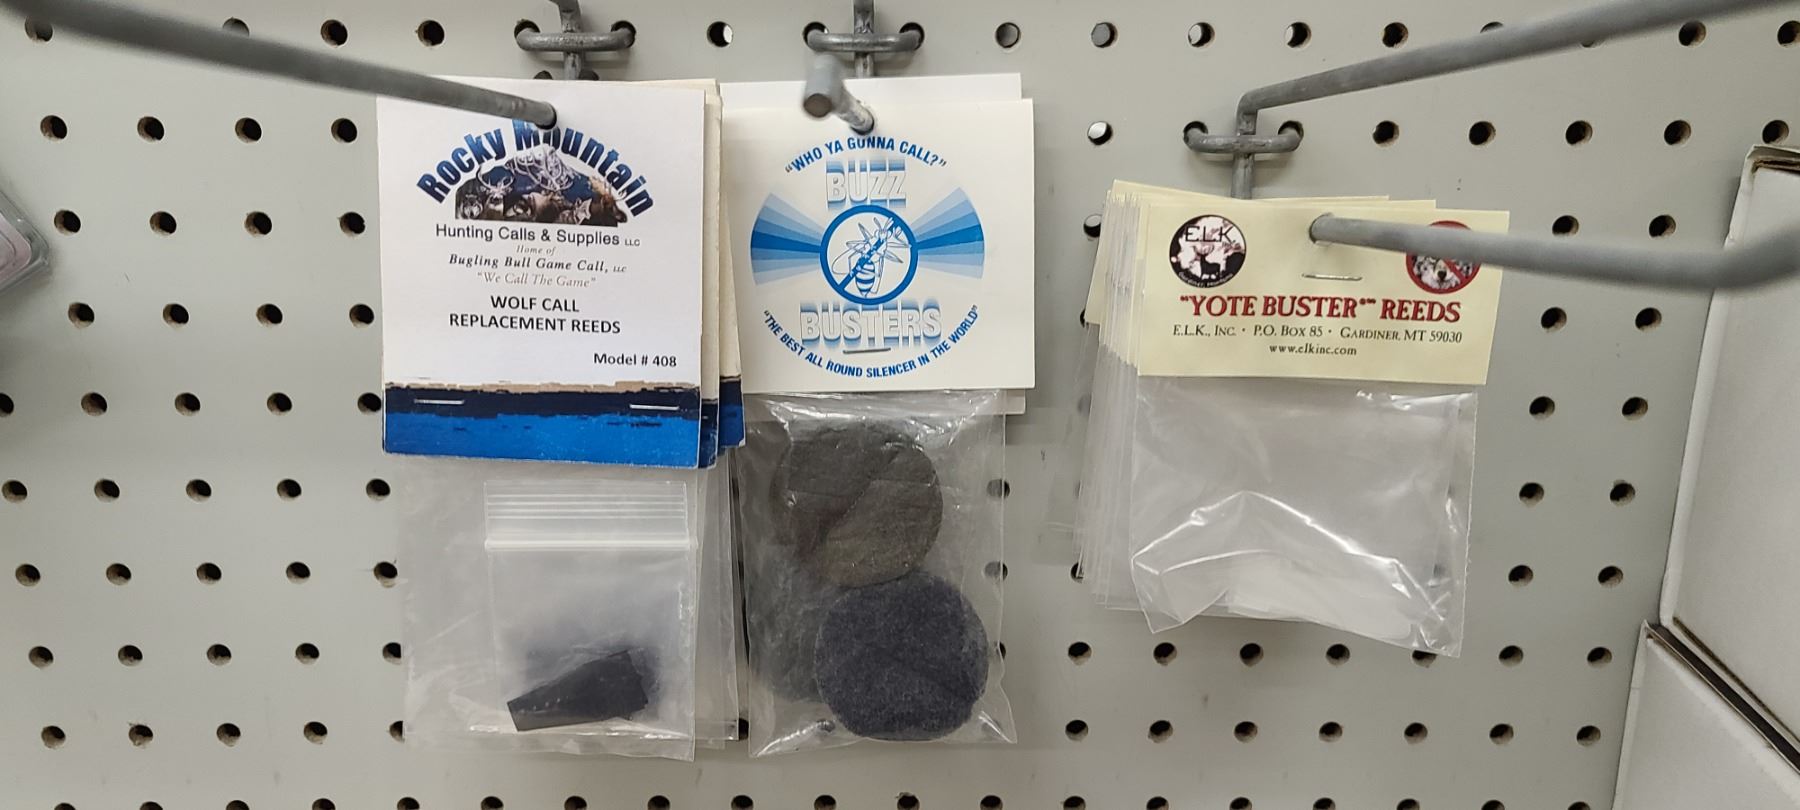 Rocky Mountain
Hunting Calls & Supplies LLC
Home of
Bugling Bull Game Call, LLC
"We Call The Game"
WOLF CALL
REPLACEMENT REEDS
Model # 408
"WHO YA GUNNA CALL?"
BUZZ
BUSTERS
"THE BEST ALL ROUND SILENCER IN THE WORLD"
E.L.K.
"YOTE BUSTER"™ REEDS
E.L.K., INC. · P.O. BOX 85 · GARDINER, MT 59030
www.elkinc.com